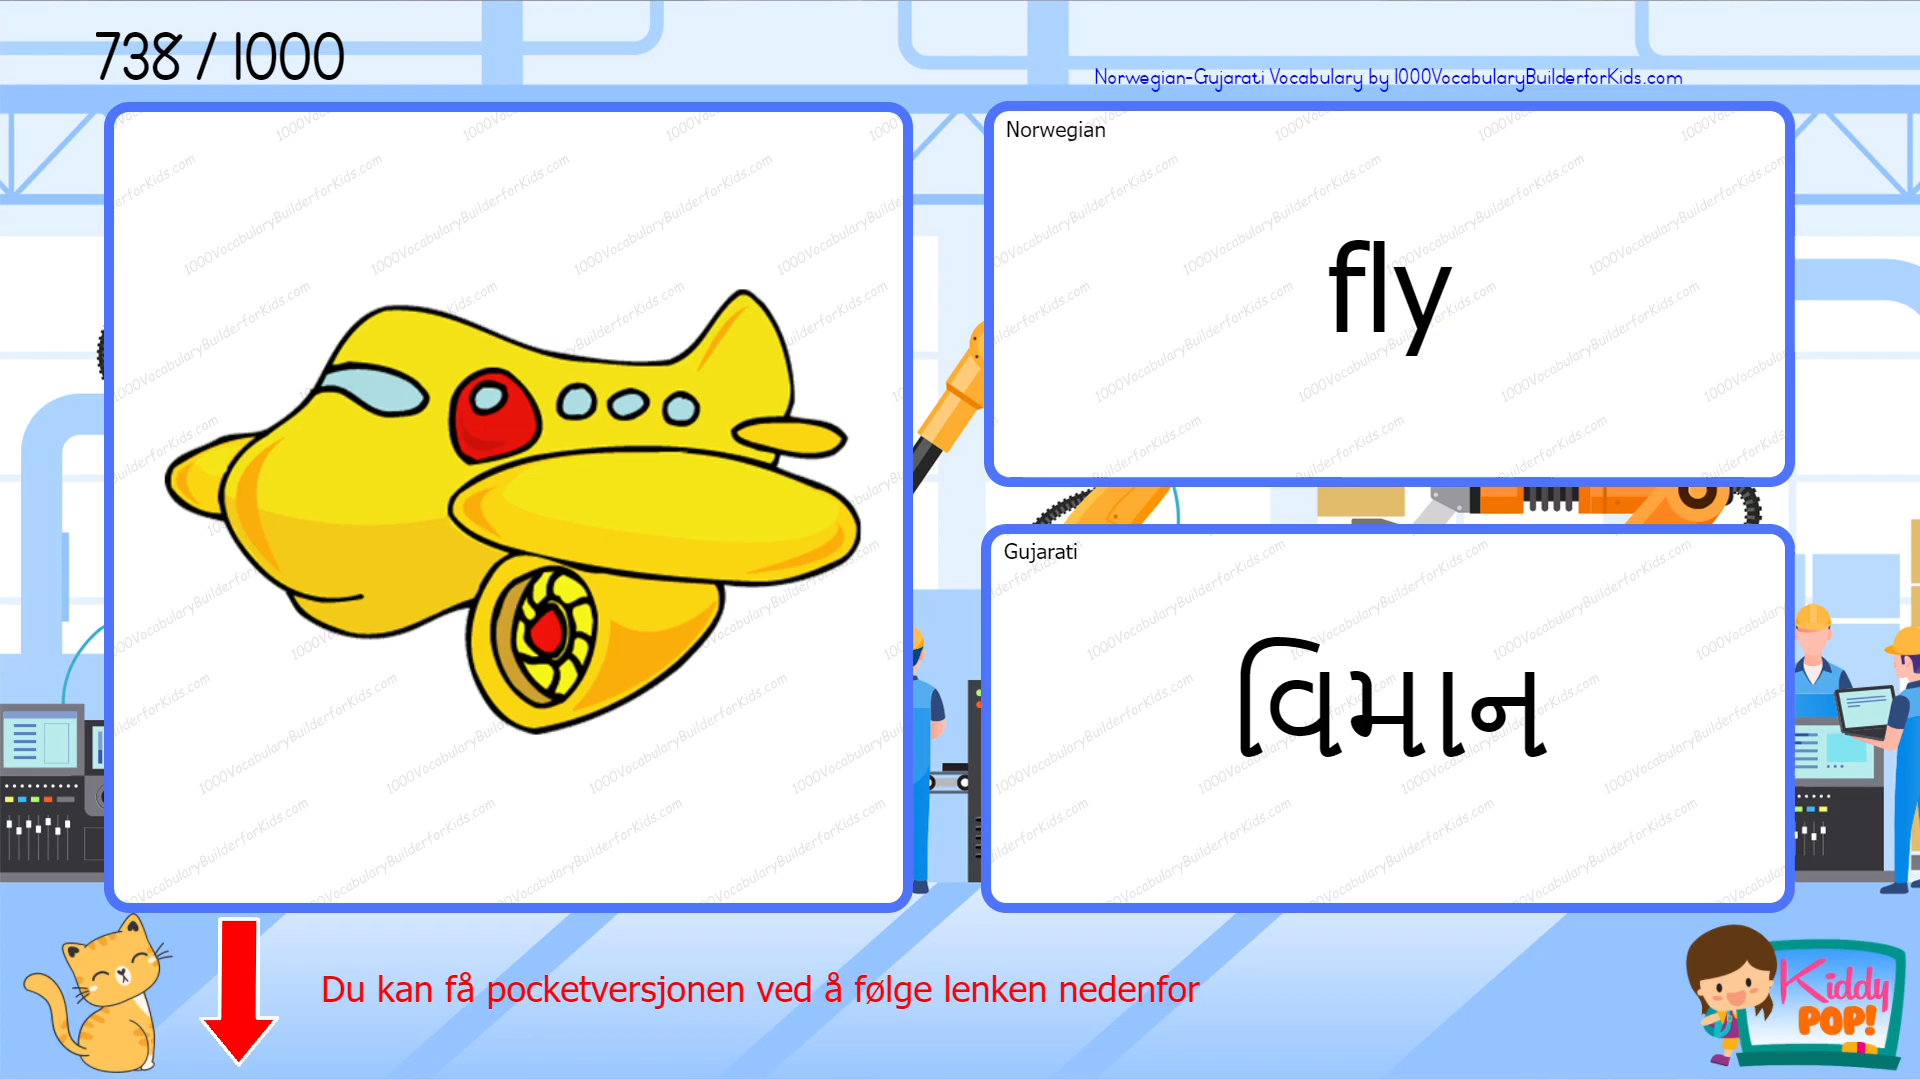 738 / 1000
Norwegian-Gujarati Vocabulary by 1000VocabularyBuilderforKids.com
Norwegian
fly
Gujarati
વિમાન
Du kan få pocketversjonen ved å følge lenken nedenfor
Kiddy
POP!